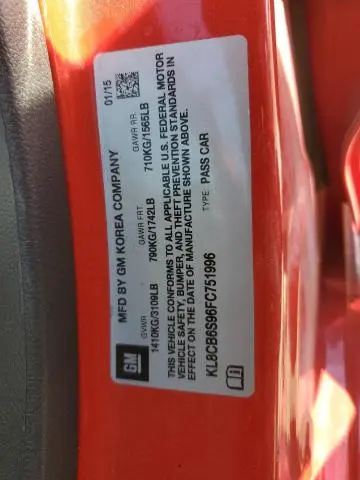 MFD BY GM KOREA COMPANY 01/15
GVWR GAWR FRT. GAWR RR.
1410KG/3109LB 790KG/1742LB 710KG/1565LB
THIS VEHICLE CONFORMS TO ALL APPLICABLE U.S. FEDERAL MOTOR
VEHICLE SAFETY, BUMPER, AND THEFT PREVENTION STANDARDS IN
EFFECT ON THE DATE OF MANUFACTURE SHOWN ABOVE.
KL8CB6S96FC751996 TYPE: PASS CAR
GM